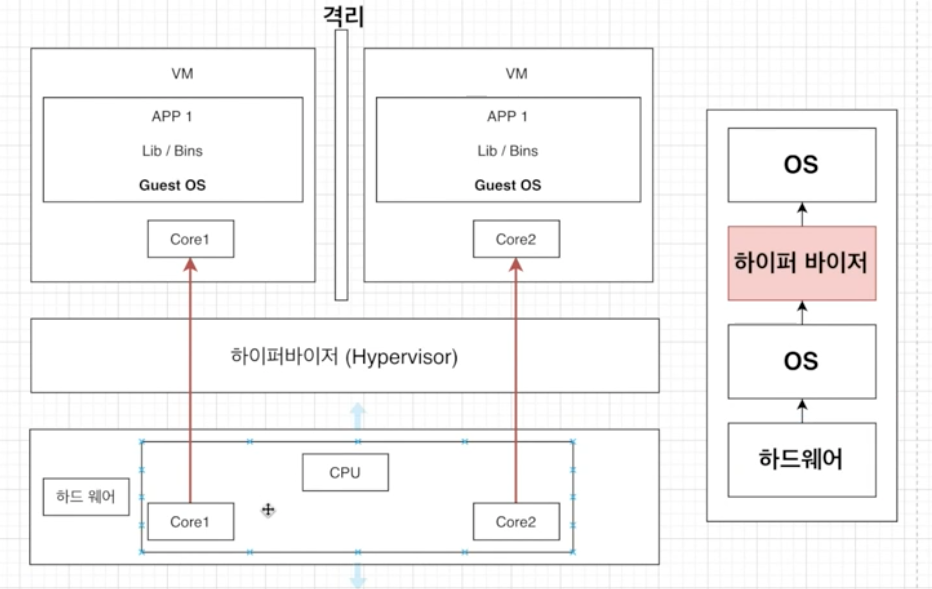 격리
VM
APP 1
Lib / Bins
Guest OS
Core1
VM
APP 1
Lib / Bins
Guest OS
Core2
하이퍼바이저 (Hypervisor)
하드 웨어
CPU
Core1
Core2
OS
하이퍼 바이저
OS
하드웨어